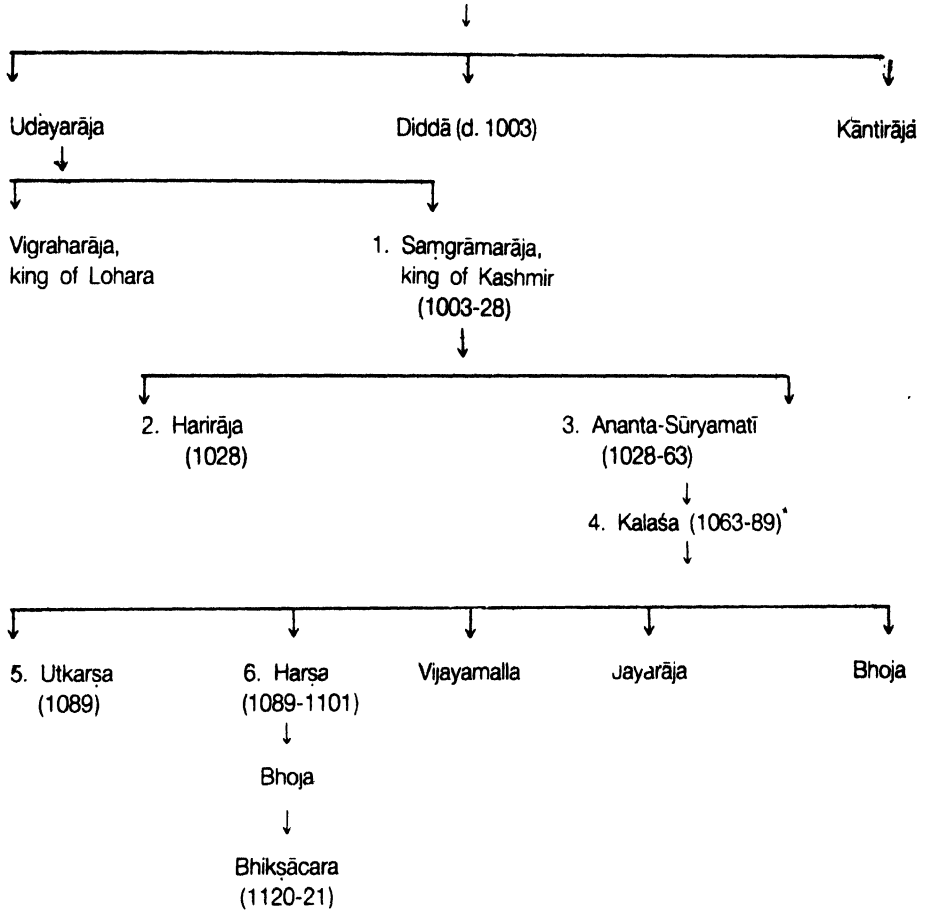 Udayarāja Diddā (d. 1003) Kāntirāja
Vigraharāja, 1. Saṃgrāmarāja,
king of Lohara king of Kashmir
(1003-28)
2. Harirāja 3. Ananta-Sūryamatī
(1028) (1028-63)
4. Kalaśa (1063-89)*
5. Utkarṣa 6. Harṣa Vijayamalla Jayarāja Bhoja
(1089) (1089-1101)
Bhoja
Bhikṣācara
(1120-21)